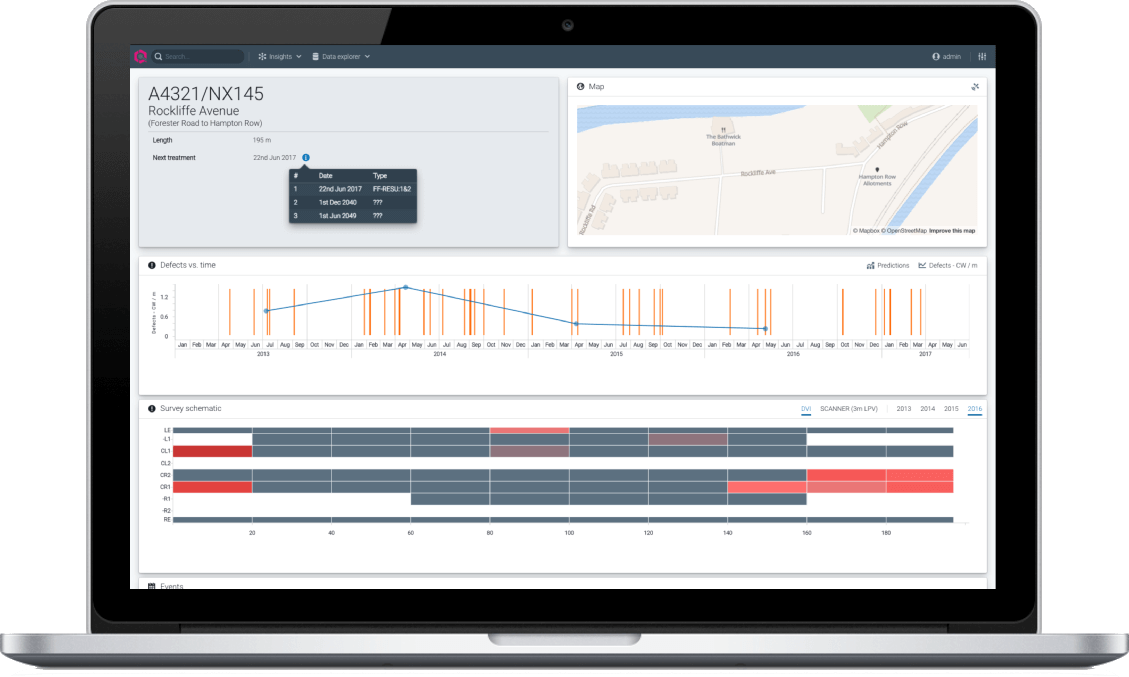 Search...
Insights
Data explorer
admin
A4321/NX145
Rockliffe Avenue
(Forester Road to Hampton Row)
Length 195 m
Next treatment 22nd Jun 2017
# Date Type
1 22nd Jun 2017 FF-RESU:1&2
2 1st Dec 2040 ???
3 1st Jun 2049 ???
Map
The Bathwick
Boatman
Hampton Row
Rockliffe Ave
Hampton Row
Allotments
Rockliffe Rd
© Mapbox © OpenStreetMap Improve this map
Defects vs. time
Predictions Defects - CW / m
Defects - CW / m
1.2
0.6
0
Jan Feb Mar Apr May Jun Jul Aug Sep Oct Nov Dec Jan Feb Mar Apr May Jun Jul Aug Sep Oct Nov Dec Jan Feb Mar Apr May Jun Jul Aug Sep Oct Nov Dec Jan Feb Mar Apr May Jun Jul Aug Sep Oct Nov Dec Jan Feb Mar Apr May Jun
2013 2014 2015 2016 2017
Survey schematic
DVI SCANNER (3m LPV) 2013 2014 2015 2016
LE
-L1
CL1
CL2
CR2
CR1
-R1
-R2
RE
20 40 60 80 100 120 140 160 180
Events